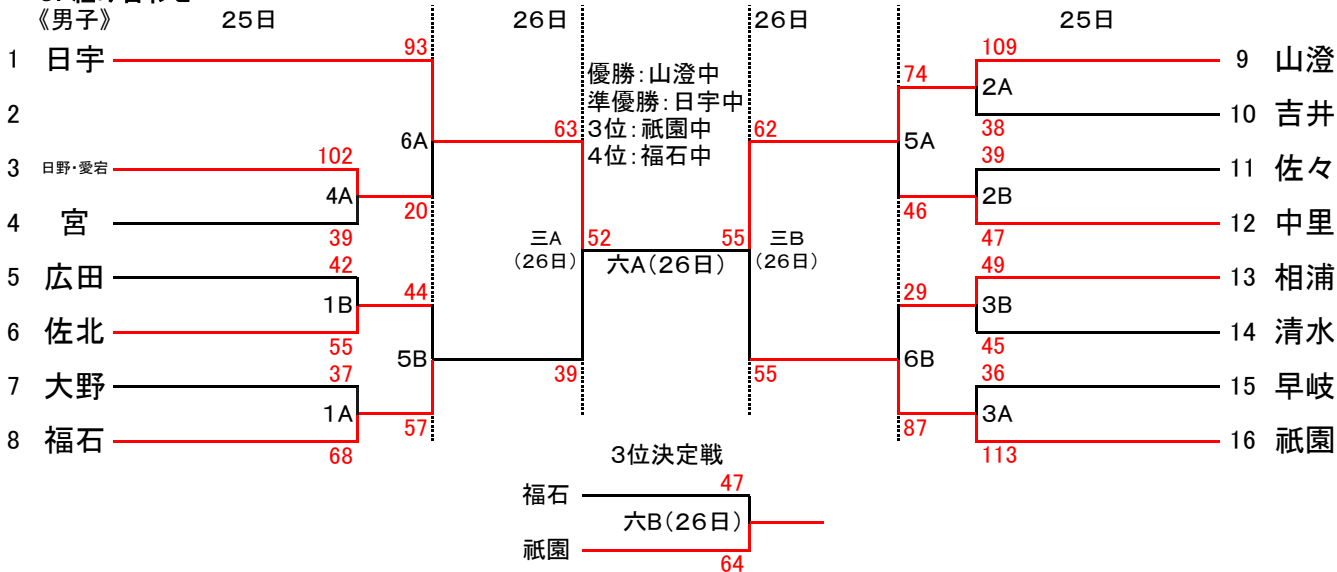 《男子》
25日
26日
26日
25日
1 日宇
93
2
3 日野・愛宕
102
4A
4 宮
39
6A
20
5 広田
42
1B
6 佐北
55
44
5B
7 大野
37
1A
8 福石
68
57
63
39
三A
(26日)
優勝：山澄中
準優勝：日宇中
3位：祇園中
4位：福石中
52
55
六A(26日)
三B
(26日)
62
55
74
5A
46
29
6B
87
109
9 山澄
2A
38
10 吉井
39
11 佐々
2B
47
12 中里
49
13 相浦
3B
45
14 清水
36
15 早岐
3A
113
16 祇園
3位決定戦
福石
47
六B(26日)
祇園
64